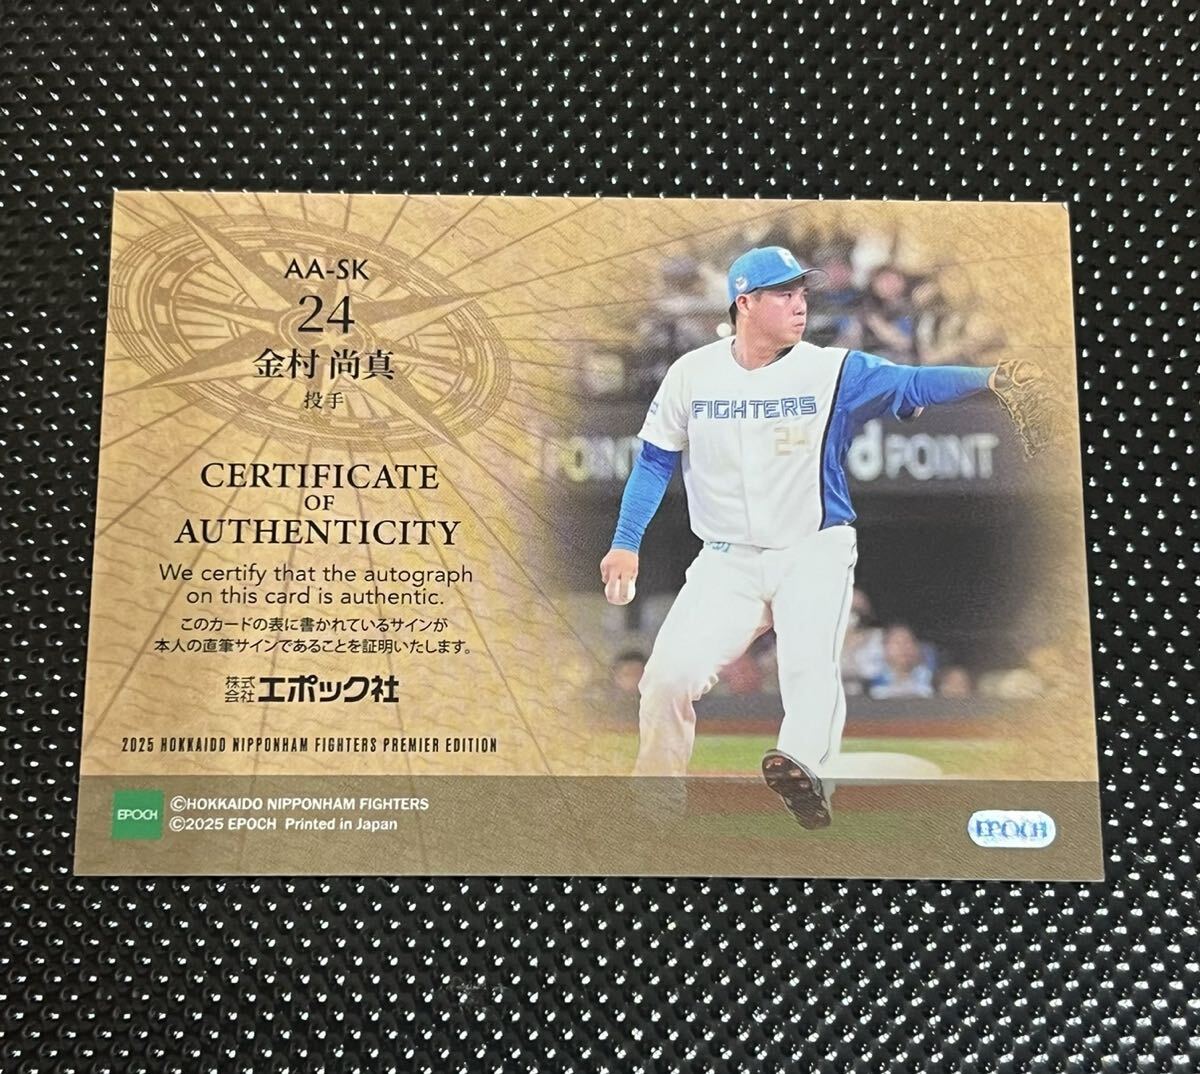 AA-SK
24
金村 尚真
投手
CERTIFICATE
OF
AUTHENTICITY
We certify that the autograph
on this card is authentic.
このカードの表に書かれているサインが
本人の直筆サインであることを証明いたします。
株式会社エポック社
2025 HOKKAIDO NIPPONHAM FIGHTERS PREMIER EDITION
EPOCH
©HOKKAIDO NIPPONHAM FIGHTERS
©2025 EPOCH Printed in Japan
FIGHTERS
24
POINT
d POINT
EPOCH